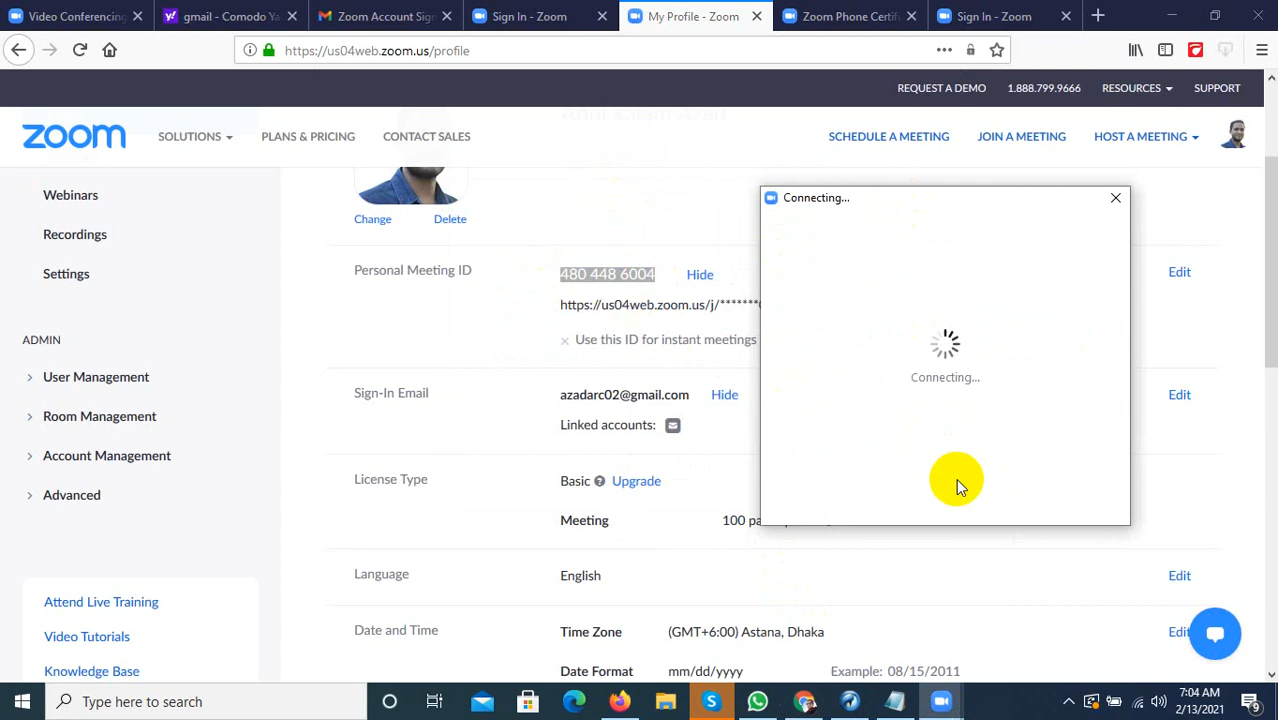 Video Conferencing,
gmail - Comodo Ya
Zoom Account Sign
Sign In - Zoom
My Profile - Zoom
Zoom Phone Certif
Sign In - Zoom
https://us04web.zoom.us/profile
REQUEST A DEMO 1.888.799.9666 RESOURCES SUPPORT
zoom SOLUTIONS PLANS & PRICING CONTACT SALES SCHEDULE A MEETING JOIN A MEETING HOST A MEETING
Webinars
Recordings
Settings
ADMIN
User Management
Room Management
Account Management
Advanced
Attend Live Training
Video Tutorials
Knowledge Base
Change Delete
Personal Meeting ID 480 448 6004 Hide Edit
https://us04web.zoom.us/j/*******
× Use this ID for instant meetings
Sign-In Email azadarc02@gmail.com Hide Edit
Linked accounts:
License Type Basic Upgrade
Meeting 100
Language English Edit
Date and Time Time Zone (GMT+6:00) Astana, Dhaka Edit
Date Format mm/dd/yyyy Example: 08/15/2011
Connecting...
Connecting...
Type here to search
7:04 AM
2/13/2021
9